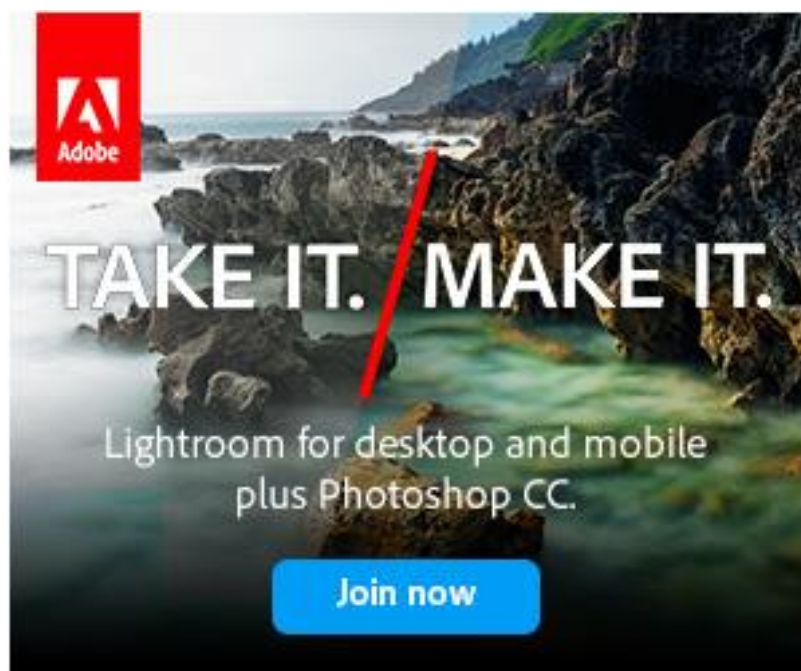 Adobe
TAKE IT. / MAKE IT.
Lightroom for desktop and mobile
plus Photoshop CC.
Join now